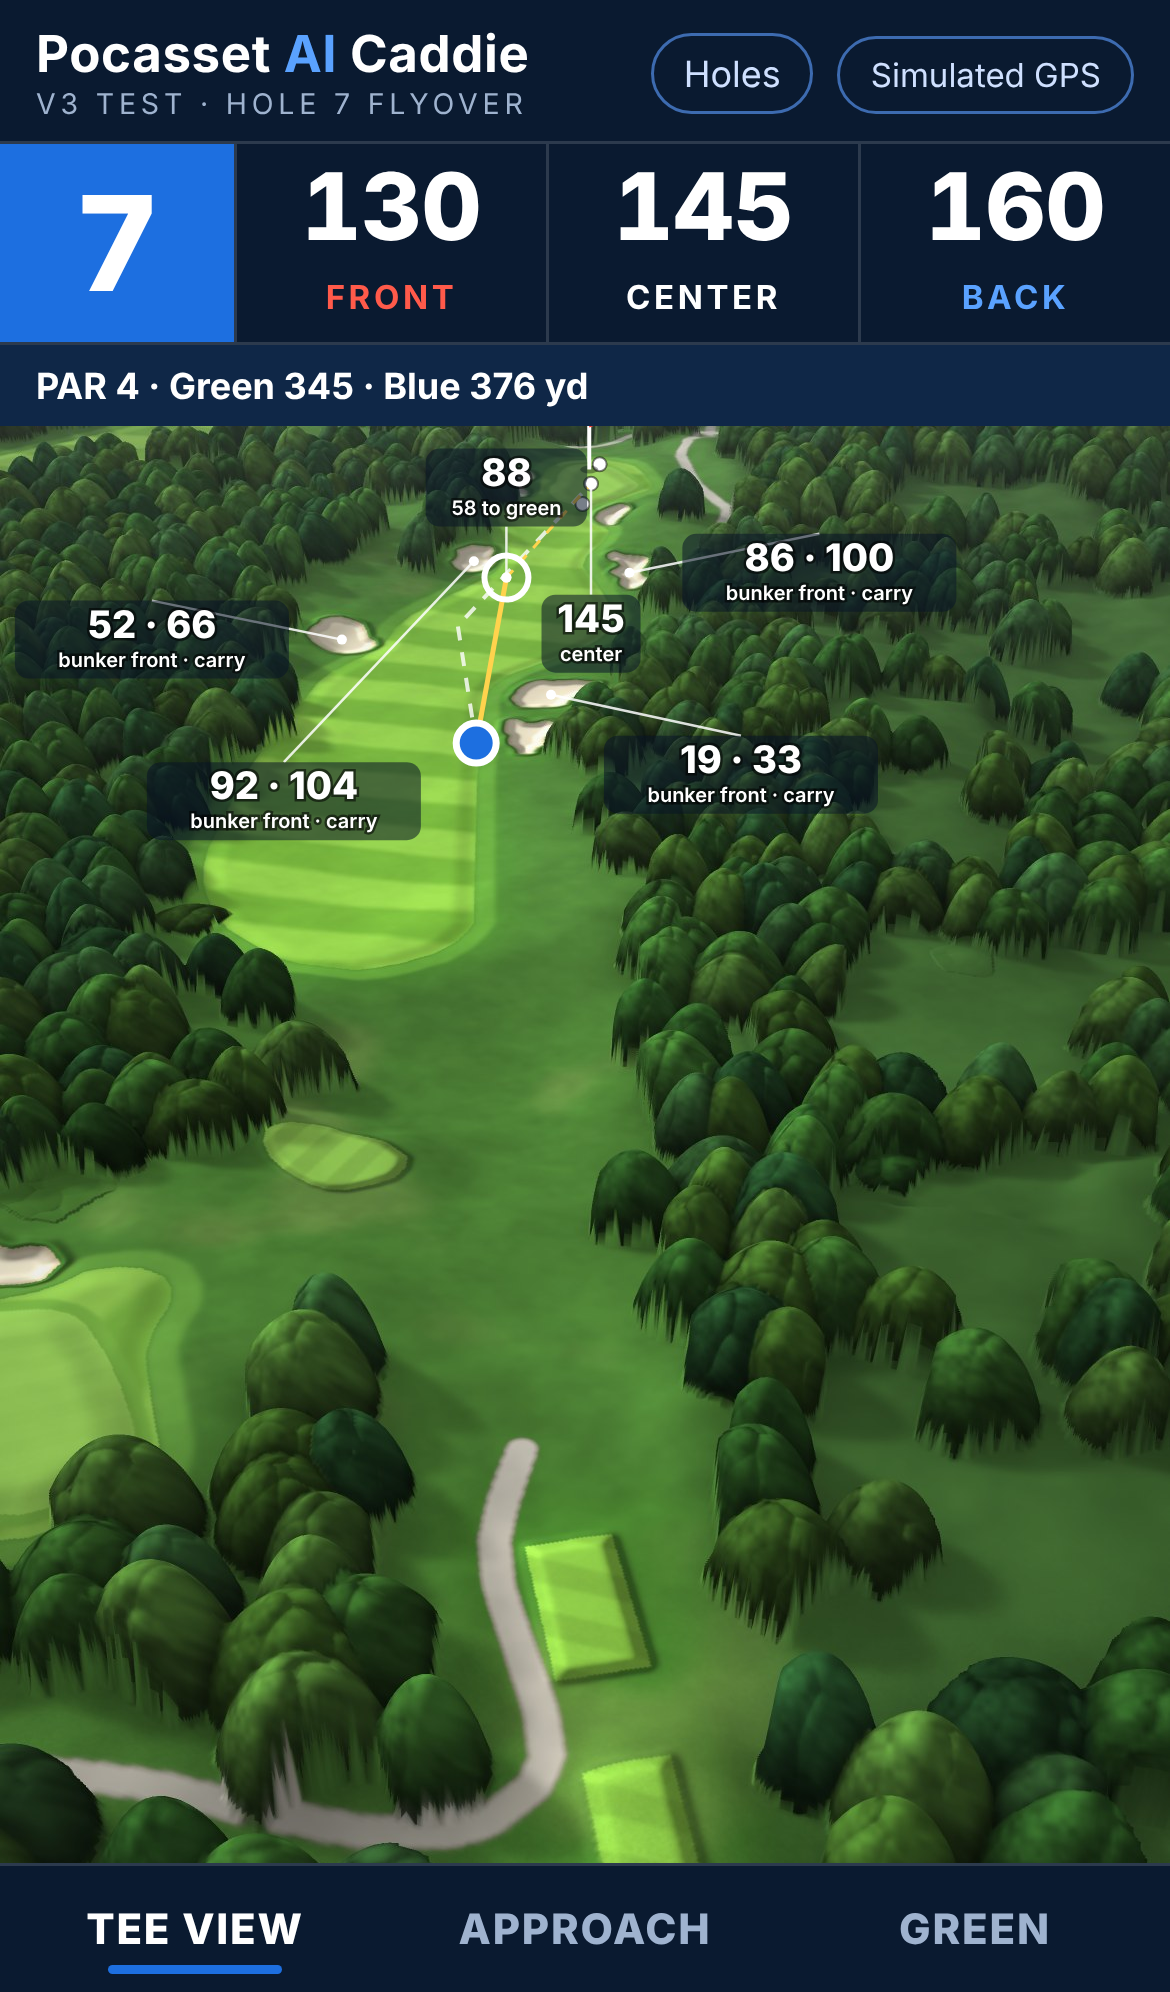 Pocasset AI Caddie
V3 TEST · HOLE 7 FLYOVER
Holes
Simulated GPS
7
130
FRONT
145
CENTER
160
BACK
PAR 4 · Green 345 · Blue 376 yd
88
58 to green
86 · 100
bunker front · carry
52 · 66
bunker front · carry
145
center
19 · 33
bunker front · carry
92 · 104
bunker front · carry
TEE VIEW
APPROACH
GREEN